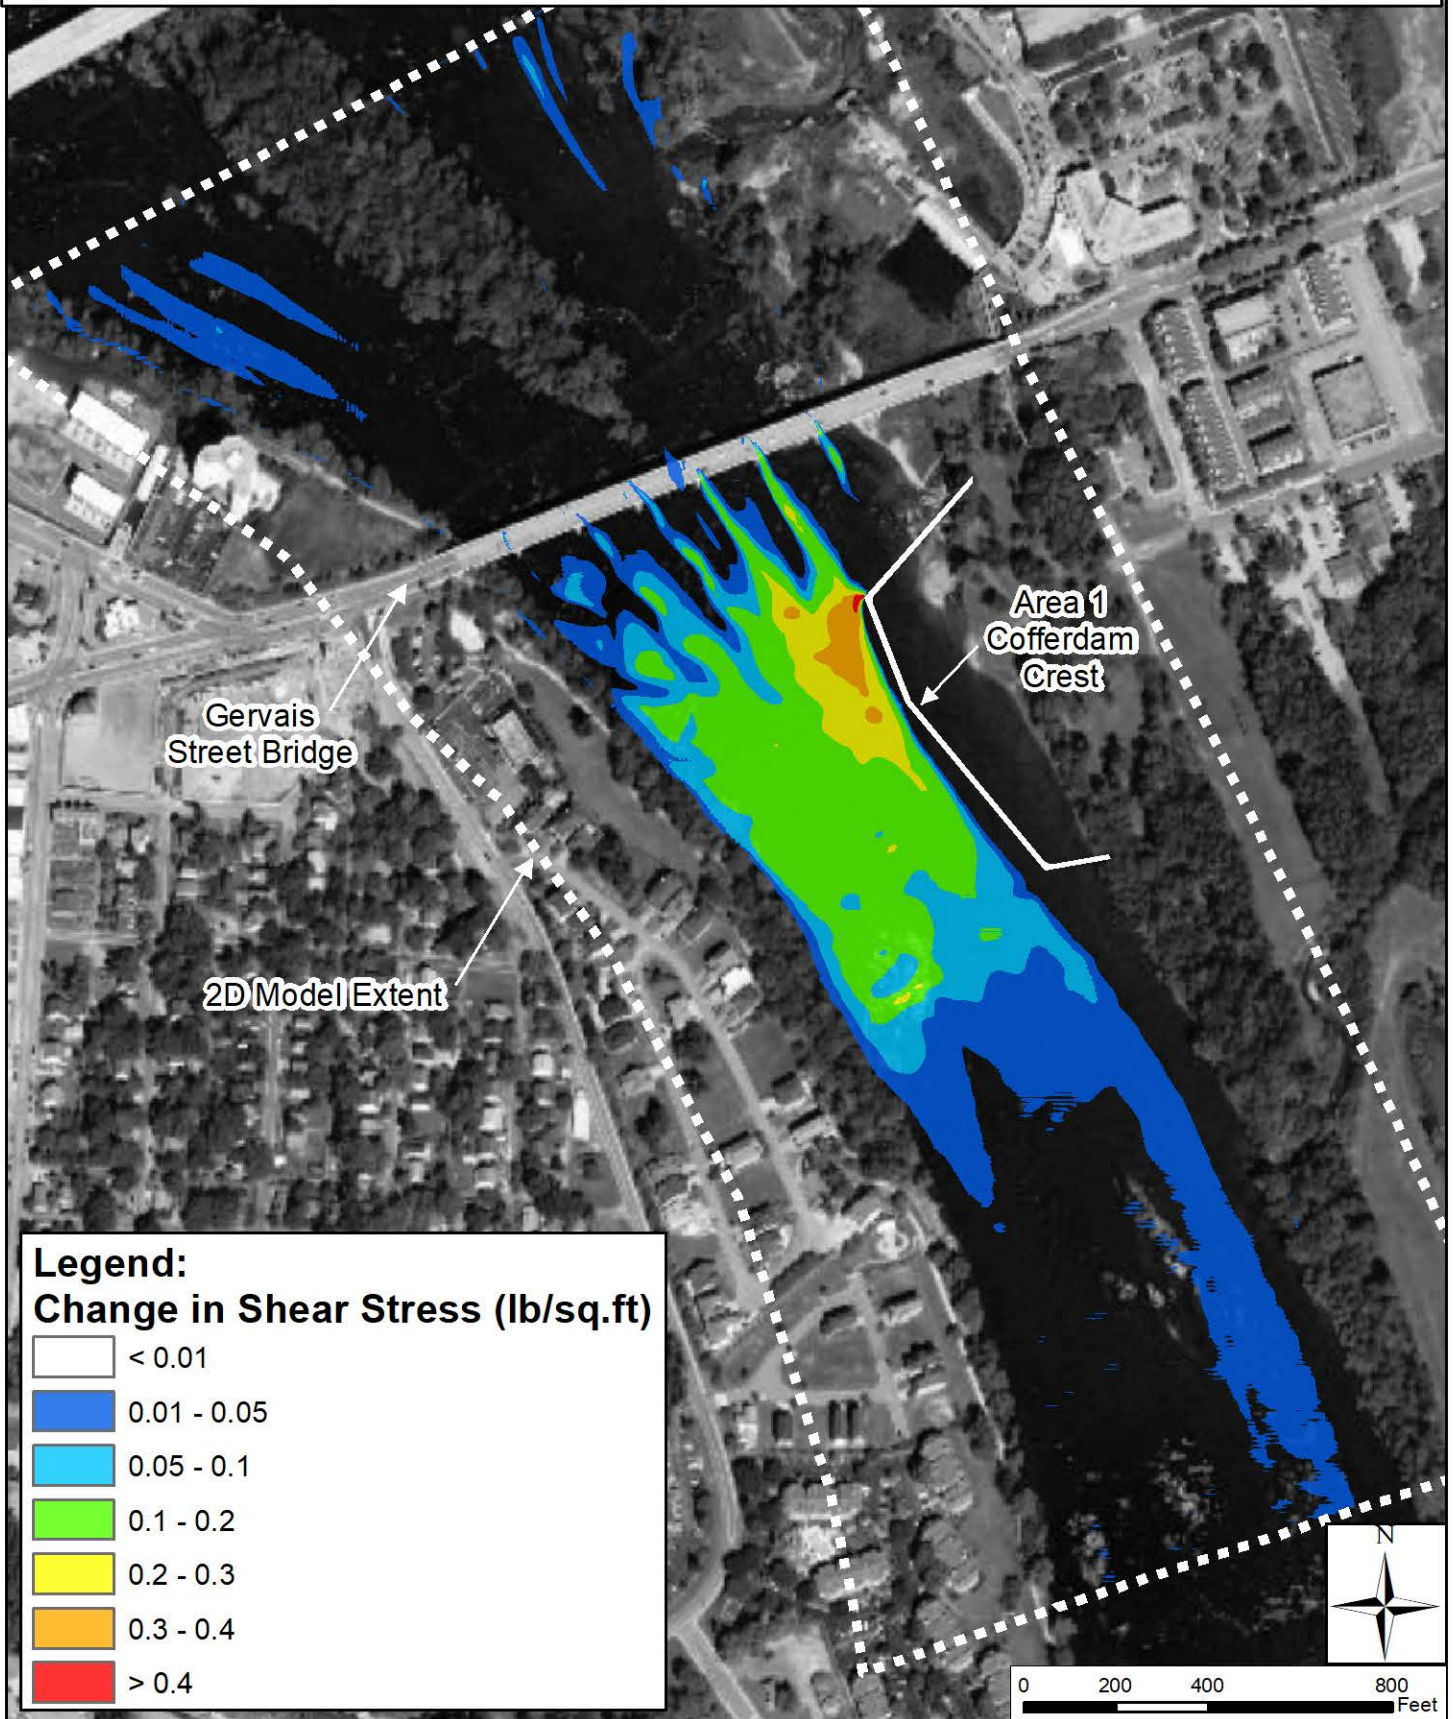 Area 1
Cofferdam
Crest
Gervais
Street Bridge
2D Model Extent
Legend:
Change in Shear Stress (lb/sq.ft)
< 0.01
0.01 - 0.05
0.05 - 0.1
0.1 - 0.2
0.2 - 0.3
0.3 - 0.4
> 0.4
N
0 200 400 800
Feet